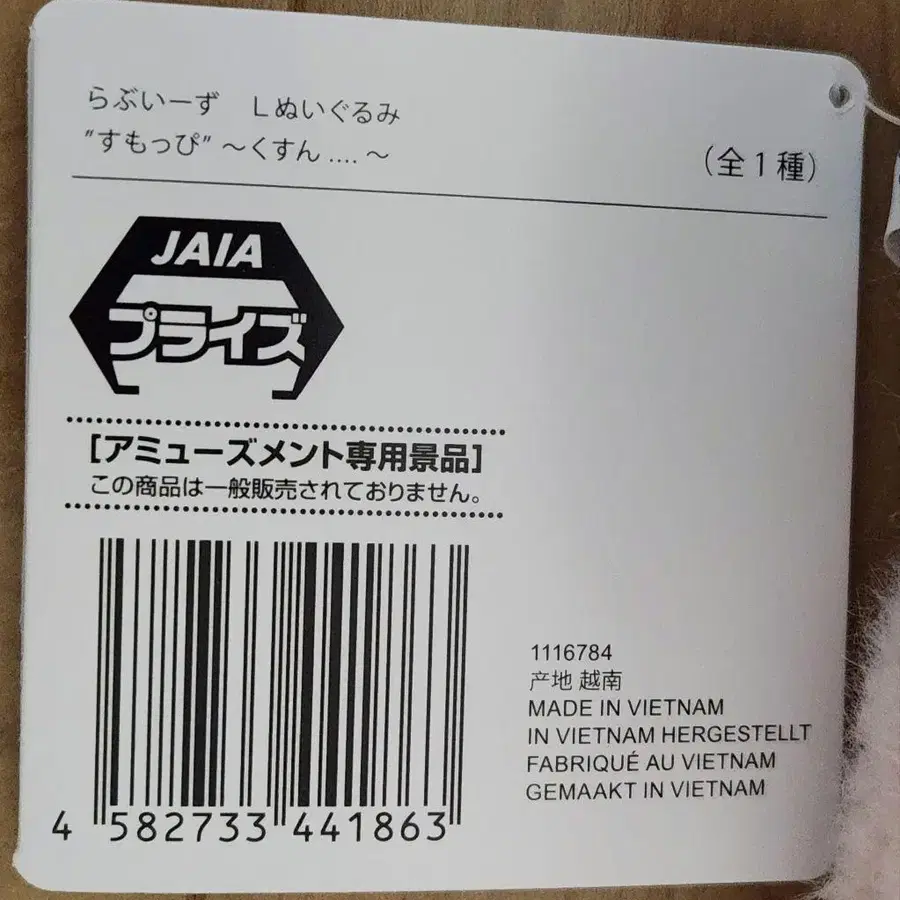 らぶいーず　Lぬいぐるみ
"すもっぴ" ～くすん....～
（全1種）
JAIA
プライズ
[アミューズメント専用景品]
この商品は一般販売されておりません。
4 582733 441863
1116784
产地 越南
MADE IN VIETNAM
IN VIETNAM HERGESTELLT
FABRIQUÉ AU VIETNAM
GEMAAKT IN VIETNAM